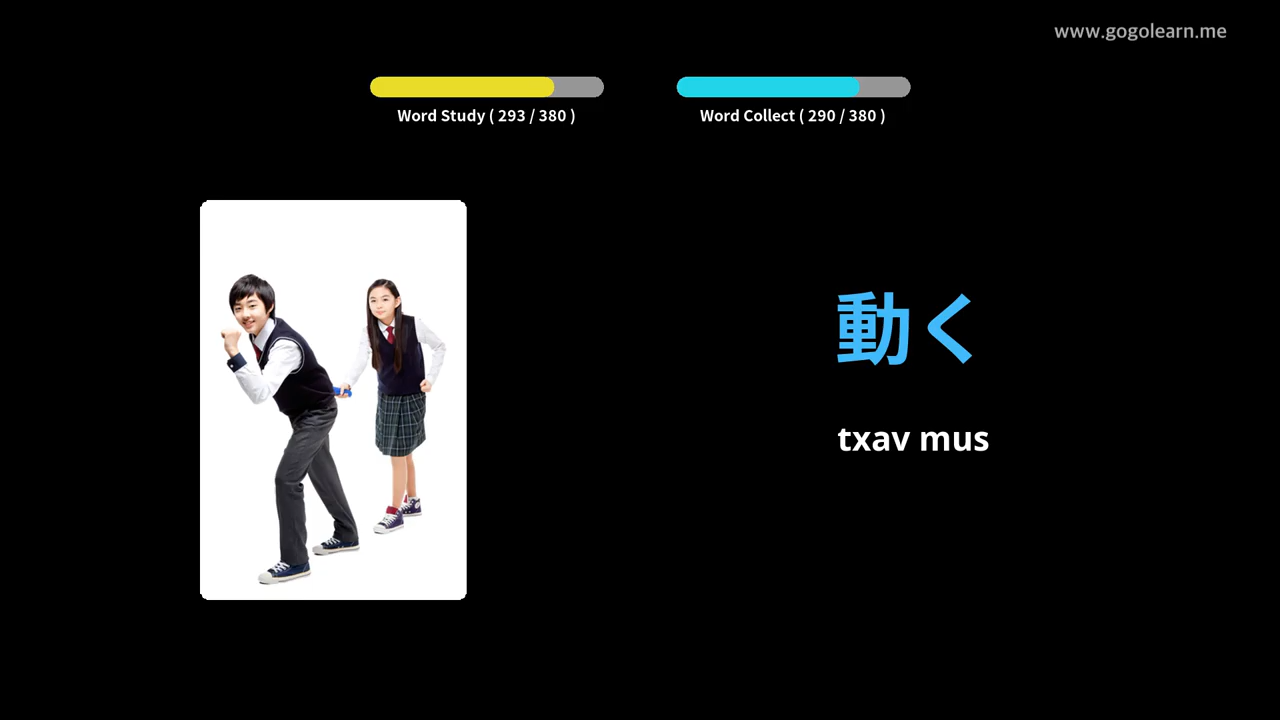 www.gogolearn.me
Word Study ( 293 / 380 )
Word Collect ( 290 / 380 )
動く
txav mus